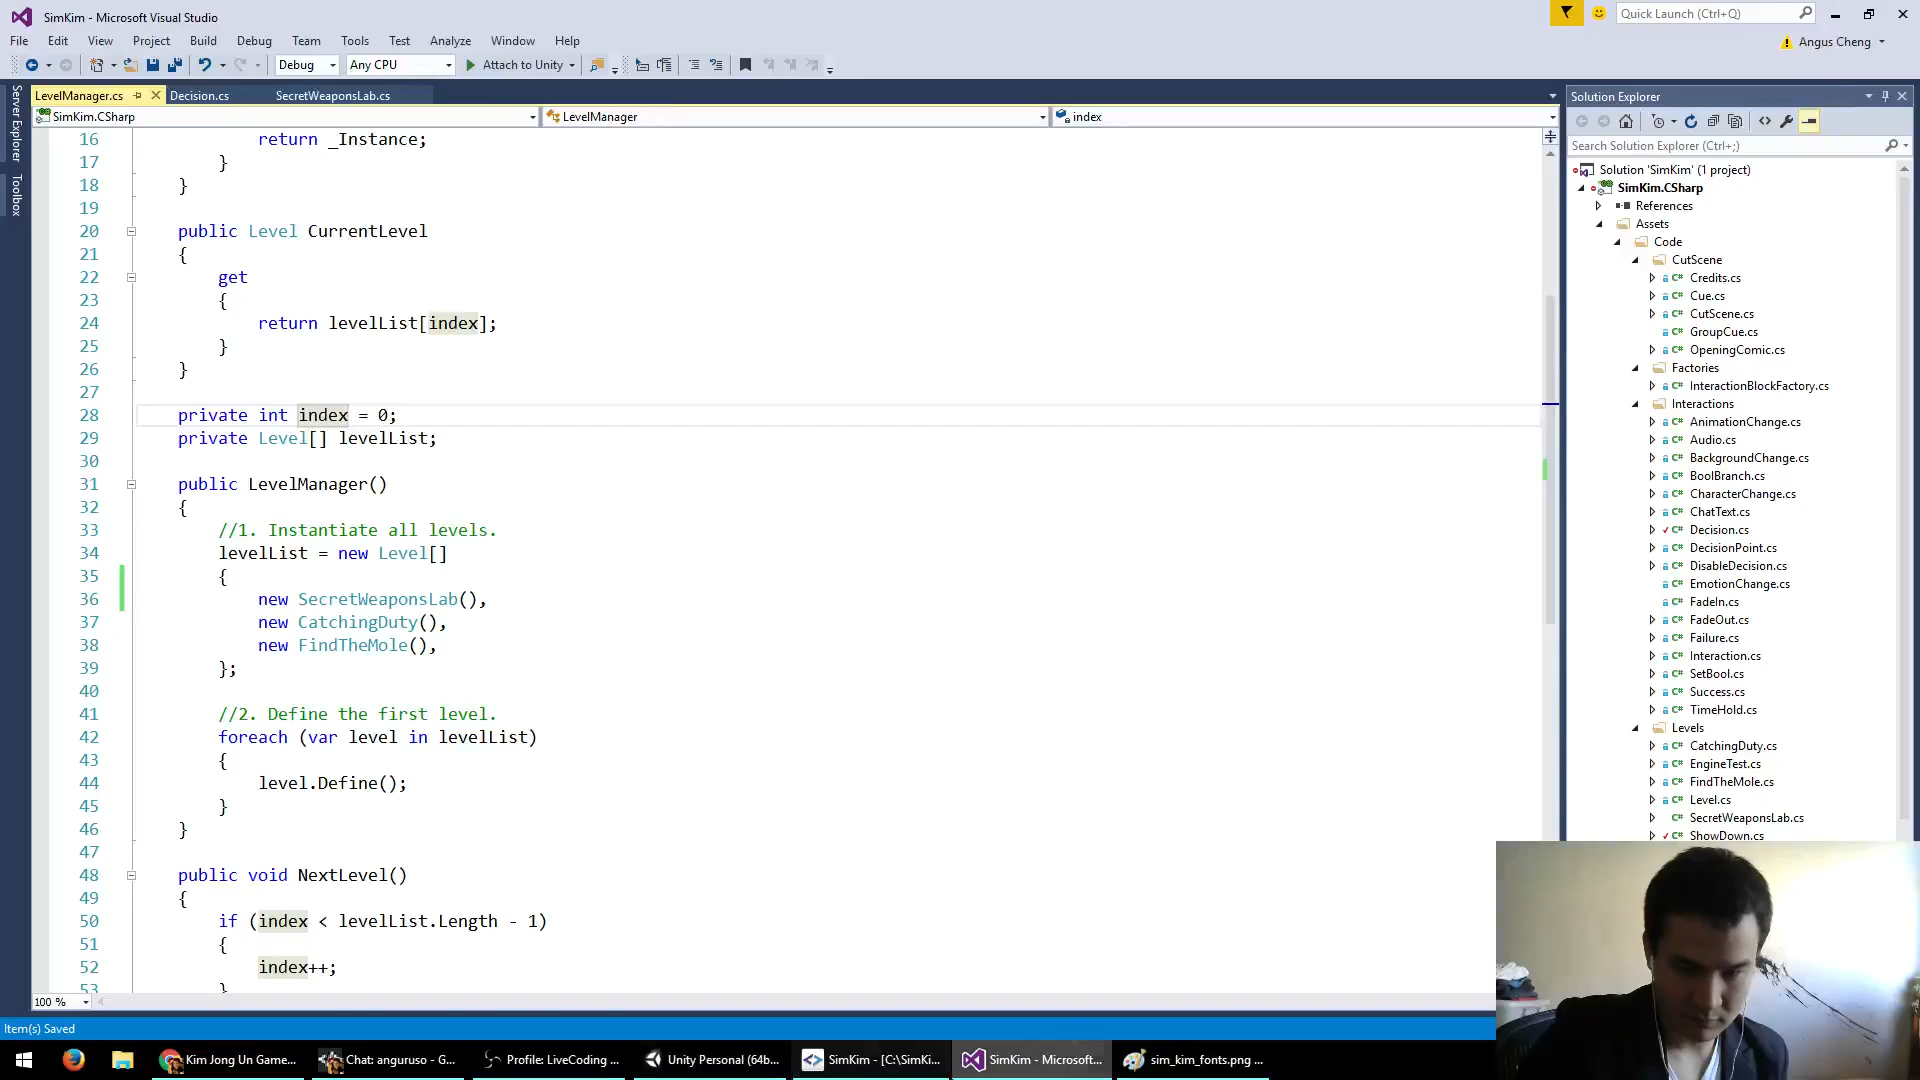 SimKim - Microsoft Visual Studio
Quick Launch (Ctrl+Q)
File Edit View Project Build Debug Team Tools Test Analyze Window Help
Angus Cheng
Debug Any CPU Attach to Unity
Server Explorer
Toolbox
LevelManager.cs Decision.cs SecretWeaponsLab.cs
SimKim.CSharp LevelManager index
16 return _Instance;
17 }
18 }
19
20 public Level CurrentLevel
21 {
22 get
23 {
24 return levelList[index];
25 }
26 }
27
28 private int index = 0;
29 private Level[] levelList;
30
31 public LevelManager()
32 {
33 //1. Instantiate all levels.
34 levelList = new Level[]
35 {
36 new SecretWeaponsLab(),
37 new CatchingDuty(),
38 new FindTheMole(),
39 };
40
41 //2. Define the first level.
42 foreach (var level in levelList)
43 {
44 level.Define();
45 }
46 }
47
48 public void NextLevel()
49 {
50 if (index < levelList.Length - 1)
51 {
52 index++;
53 }
100 %
Solution Explorer
Search Solution Explorer (Ctrl+;)
Solution 'SimKim' (1 project)
SimKim.CSharp
References
Assets
Code
CutScene
Credits.cs
Cue.cs
CutScene.cs
GroupCue.cs
OpeningComic.cs
Factories
InteractionBlockFactory.cs
Interactions
AnimationChange.cs
Audio.cs
BackgroundChange.cs
BoolBranch.cs
CharacterChange.cs
ChatText.cs
Decision.cs
DecisionPoint.cs
DisableDecision.cs
EmotionChange.cs
FadeIn.cs
FadeOut.cs
Failure.cs
Interaction.cs
SetBool.cs
Success.cs
TimeHold.cs
Levels
CatchingDuty.cs
EngineTest.cs
FindTheMole.cs
Level.cs
SecretWeaponsLab.cs
ShowDown.cs
Item(s) Saved
Kim Jong Un Game... Chat: anguruso - G... Profile: LiveCoding ... Unity Personal (64b... SimKim - [C:\SimKi... SimKim - Microsoft... sim_kim_fonts.png ...